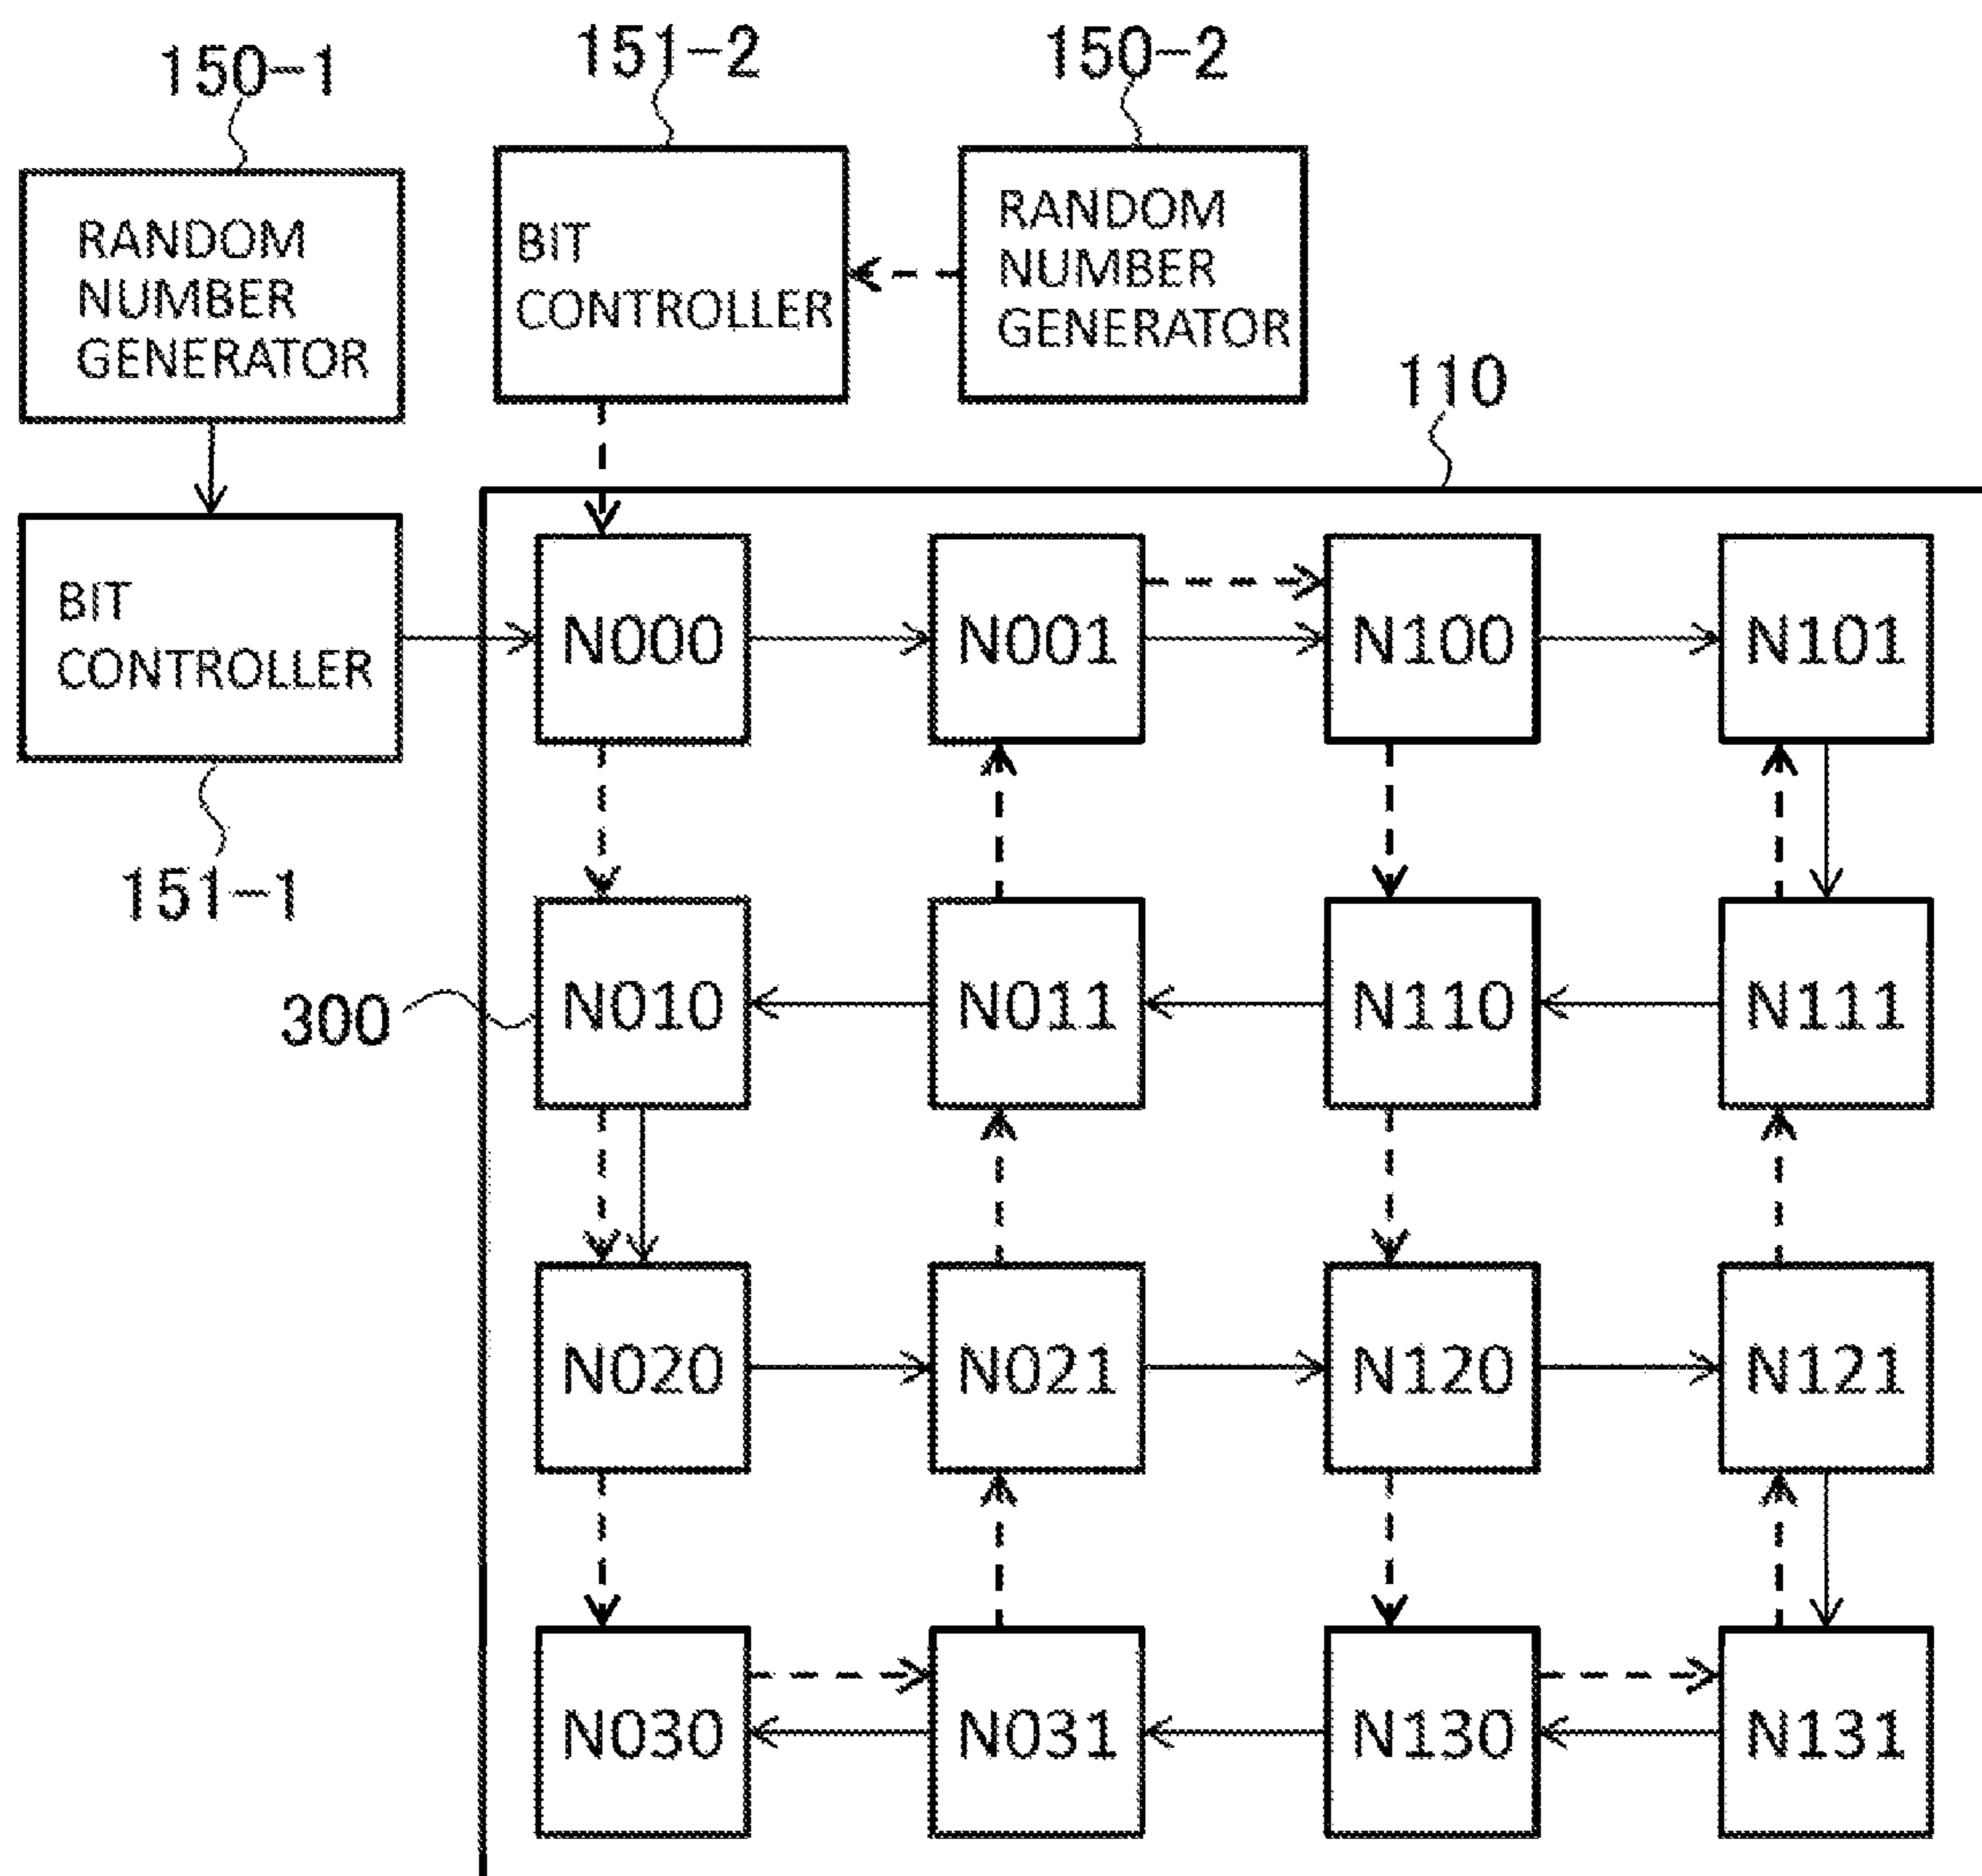 150-1
151-2
150-2
RANDOM
NUMBER
GENERATOR
BIT
CONTROLLER
RANDOM
NUMBER
GENERATOR
110
BIT
CONTROLLER
151-1
N000
N001
N100
N101
300
N010
N011
N110
N111
N020
N021
N120
N121
N030
N031
N130
N131